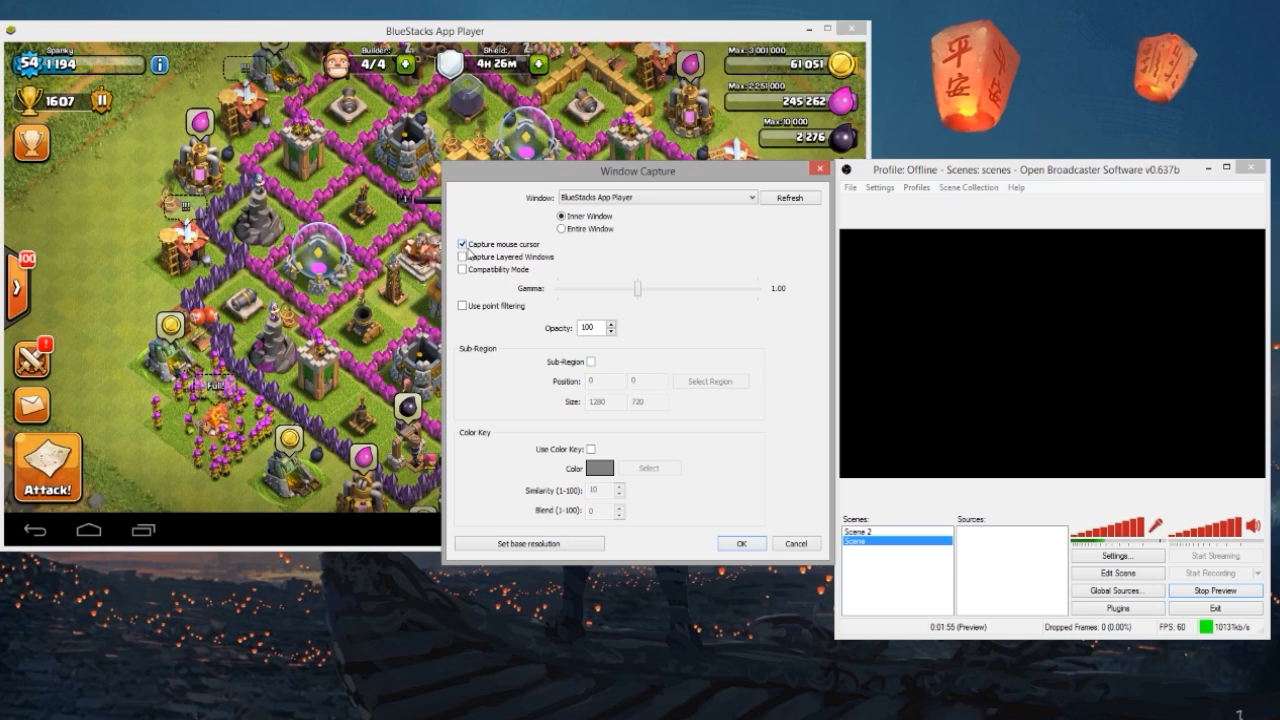 BlueStacks App Player
Spanky
54 1 194
Builder:
4/4
Shield:
4H 26M
Max: 3 001 000
61 051
Max: 2 251 000
245 262
Max: 10 000
2 276
1607
100
!
Full!
Attack!
Window Capture
Window: BlueStacks App Player
Refresh
Inner Window
Entire Window
Capture mouse cursor
Capture Layered Windows
Compatibility Mode
Gamma: 1.00
Use point filtering
Opacity: 100
Sub-Region
Sub-Region
Position: 0 0 Select Region
Size: 1280 720
Color Key
Use Color Key:
Color Select
Similarity (1-100): 10
Blend (1-100): 0
Set base resolution OK Cancel
平安
Profile: Offline - Scenes: scenes - Open Broadcaster Software v0.637b
File Settings Profiles Scene Collection Help
Scenes: Sources:
Scene 2
Scene
Settings... Start Streaming
Edit Scene Start Recording
Global Sources... Stop Preview
Plugins Exit
0:01:55 (Preview) Dropped Frames: 0 (0.00%) FPS: 60 10131kb/s